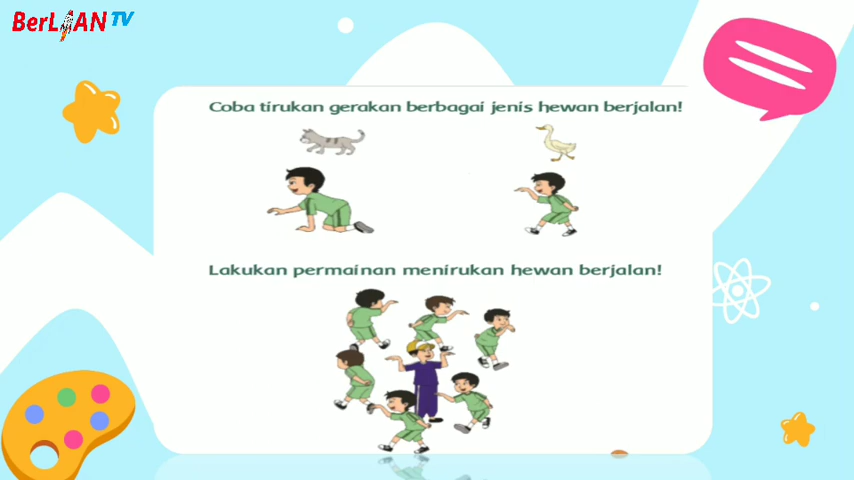 BerLIAN TV
Coba tirukan gerakan berbagai jenis hewan berjalan!
Lakukan permainan menirukan hewan berjalan!